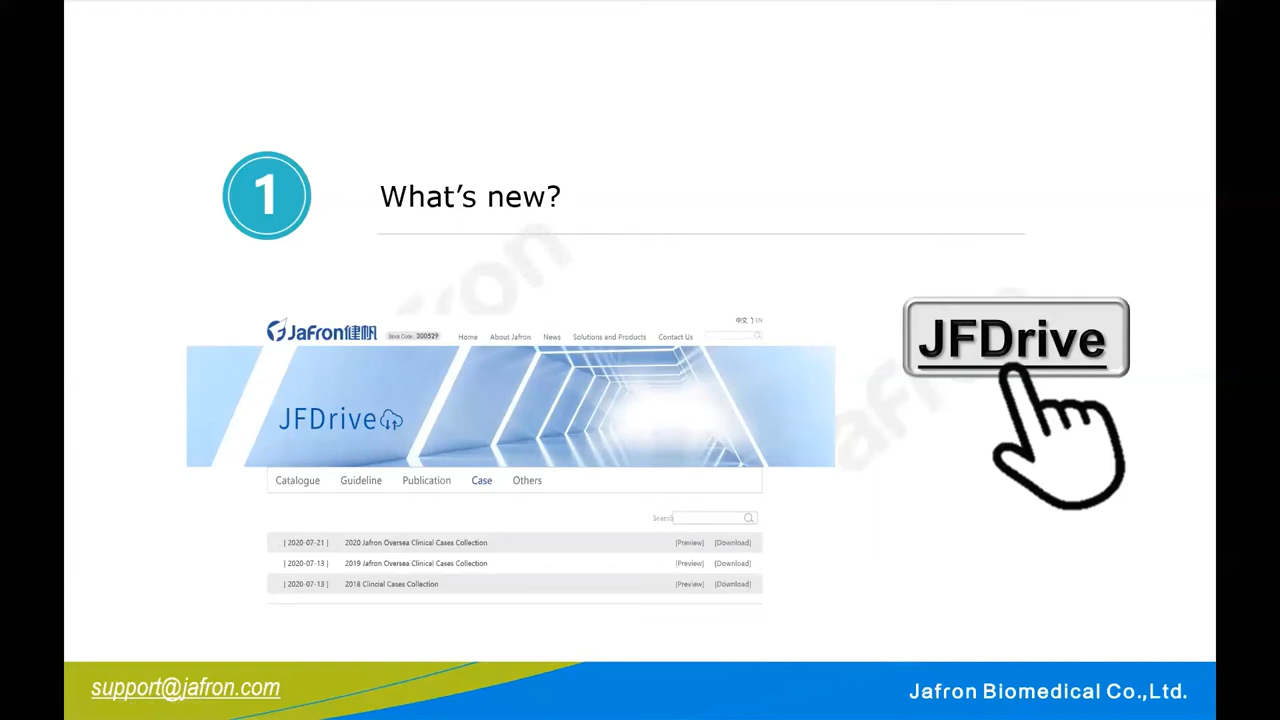 1
What's new?
JaFron健帆
Stock Code: 300529
Home
About Jafron
News
Solutions and Products
Contact Us
中文 | EN
JFDrive
JFDrive
Catalogue
Guideline
Publication
Case
Others
Search
[ 2020-07-21 ] 2020 Jafron Oversea Clinical Cases Collection [Preview] [Download]
[ 2020-07-13 ] 2019 Jafron Oversea Clinical Cases Collection [Preview] [Download]
[ 2020-07-13 ] 2018 Clincial Cases Collection [Preview] [Download]
support@jafron.com
Jafron Biomedical Co.,Ltd.